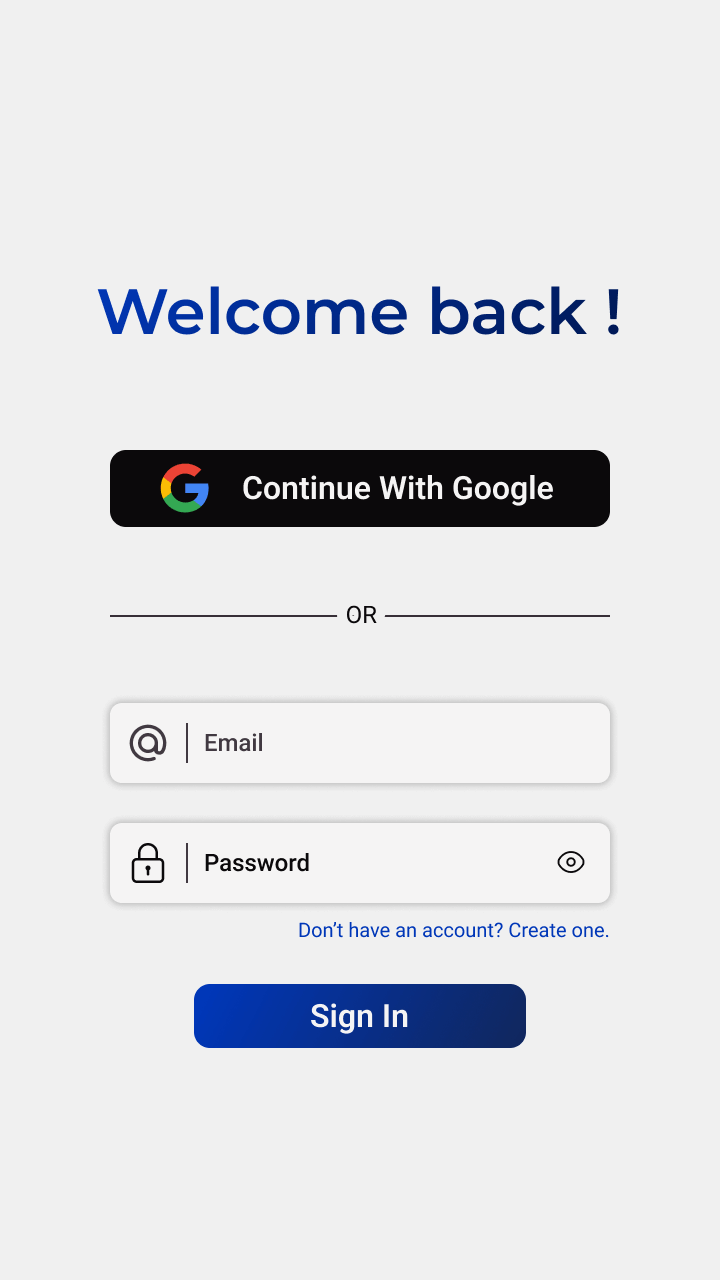 Welcome back !
Continue With Google
OR
Email
Password
Don’t have an account? Create one.
Sign In